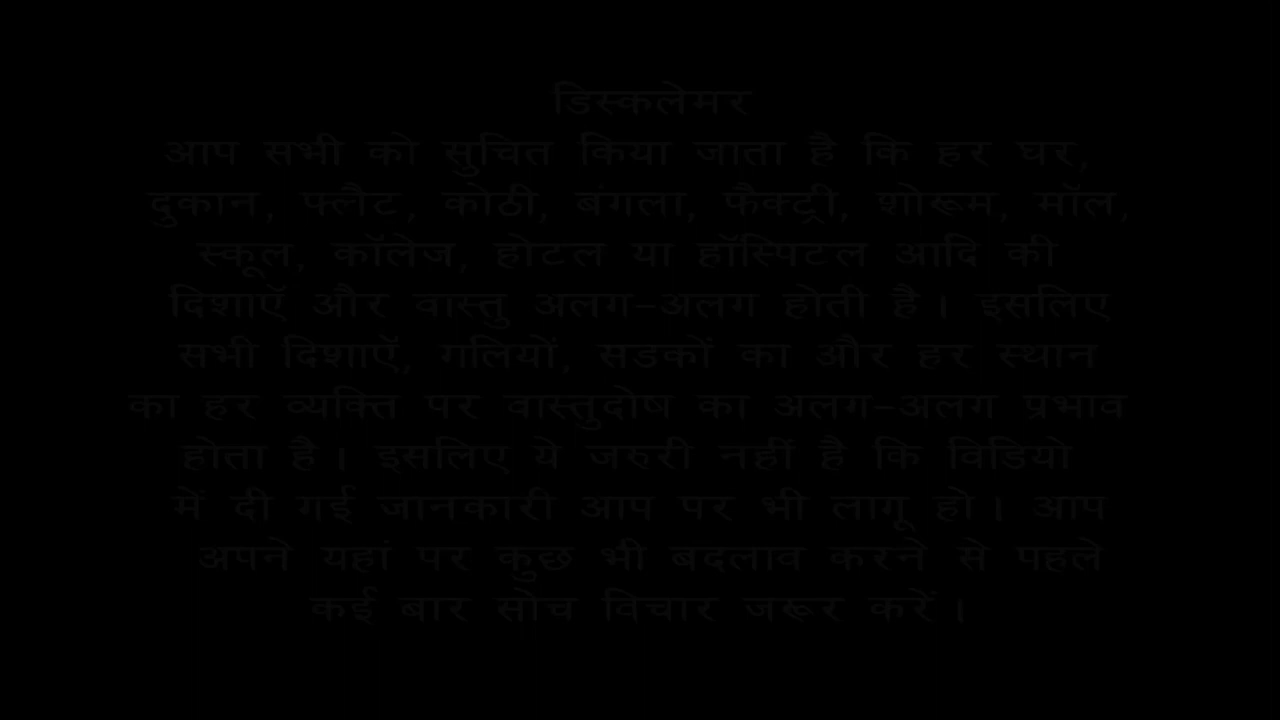 डिस्कलेमर
आप सभी को सुचित किया जाता है कि हर घर,
दुकान, फ्लैट, कोठी, बंगला, फैक्ट्री, शोरूम, मॉल,
स्कूल, कॉलेज, होटल या हॉस्पिटल आदि की
दिशाएँ और वास्तु अलग–अलग होती है। इसलिए
सभी दिशाएँ, गलियों, सडकों का और हर स्थान
का हर व्यक्ति पर वास्तुदोष का अलग–अलग प्रभाव
होता है। इसलिए ये जरुरी नहीं है कि विडियो
में दी गई जानकारी आप पर भी लागू हो। आप
अपने यहां पर कुछ भी बदलाव करने से पहले
कई बार सोच विचार जरूर करें।